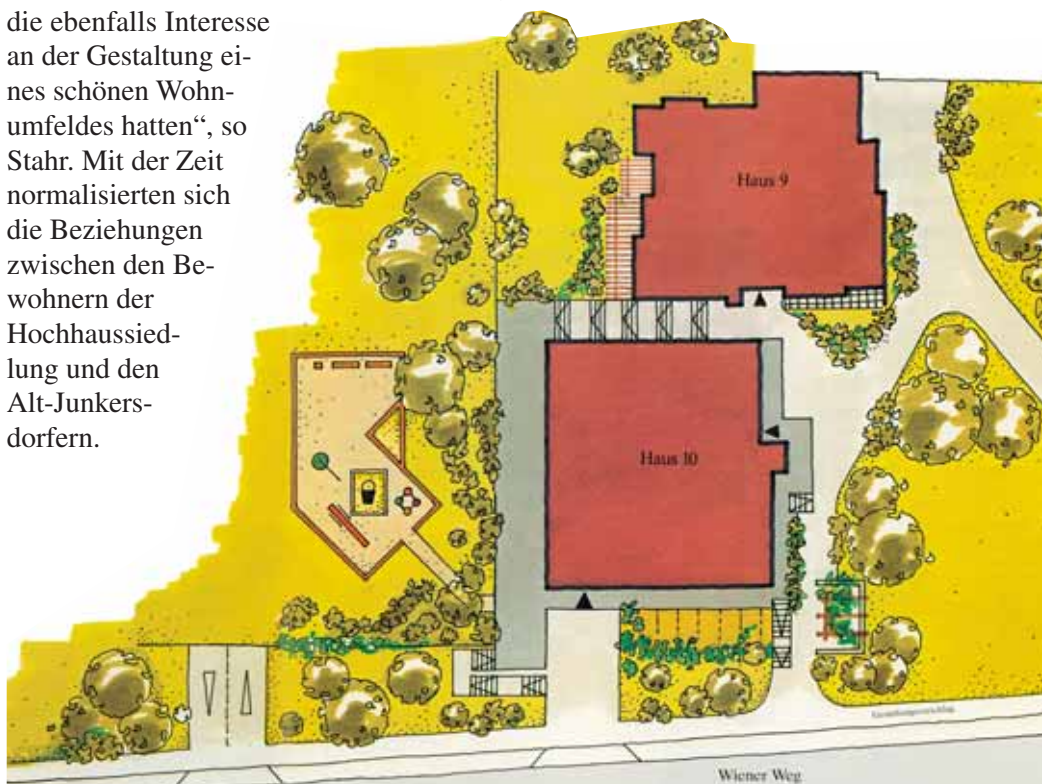 die ebenfalls Interesse
an der Gestaltung ei-
nes schönen Wohn-
umfeldes hatten“, so
Stahr. Mit der Zeit
normalisierten sich
die Beziehungen
zwischen den Be-
wohnern der
Hochhaussied-
lung und den
Alt-Junkers-
dorfern.
Haus 9
Haus 10
Gestaltungsvorschlag
Wiener Weg